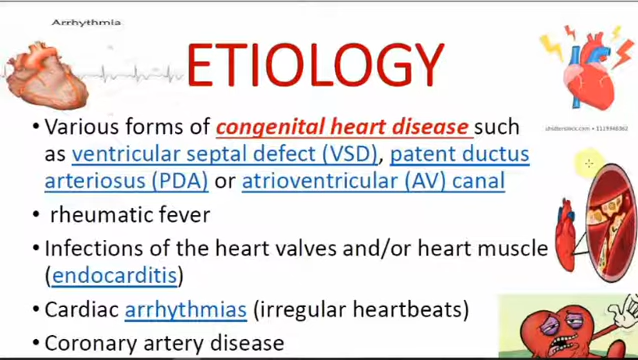 Arrhythmia
ETIOLOGY
• Various forms of congenital heart disease such
as ventricular septal defect (VSD), patent ductus
arteriosus (PDA) or atrioventricular (AV) canal
• rheumatic fever
• Infections of the heart valves and/or heart muscle
(endocarditis)
• Cardiac arrhythmias (irregular heartbeats)
• Coronary artery disease